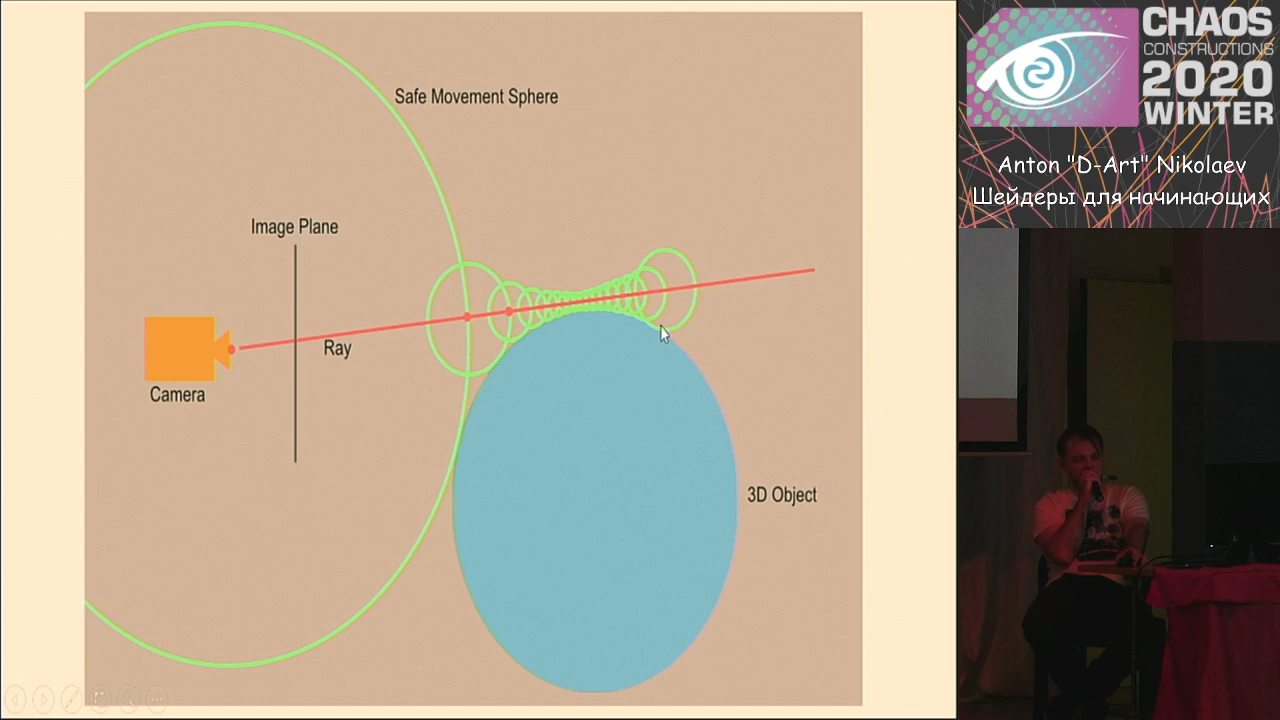 Safe Movement Sphere
Image Plane
Ray
Camera
3D Object
CHAOS
CONSTRUCTIONS
2020
WINTER
Anton "D-Art" Nikolaev
Шейдеры для начинающих